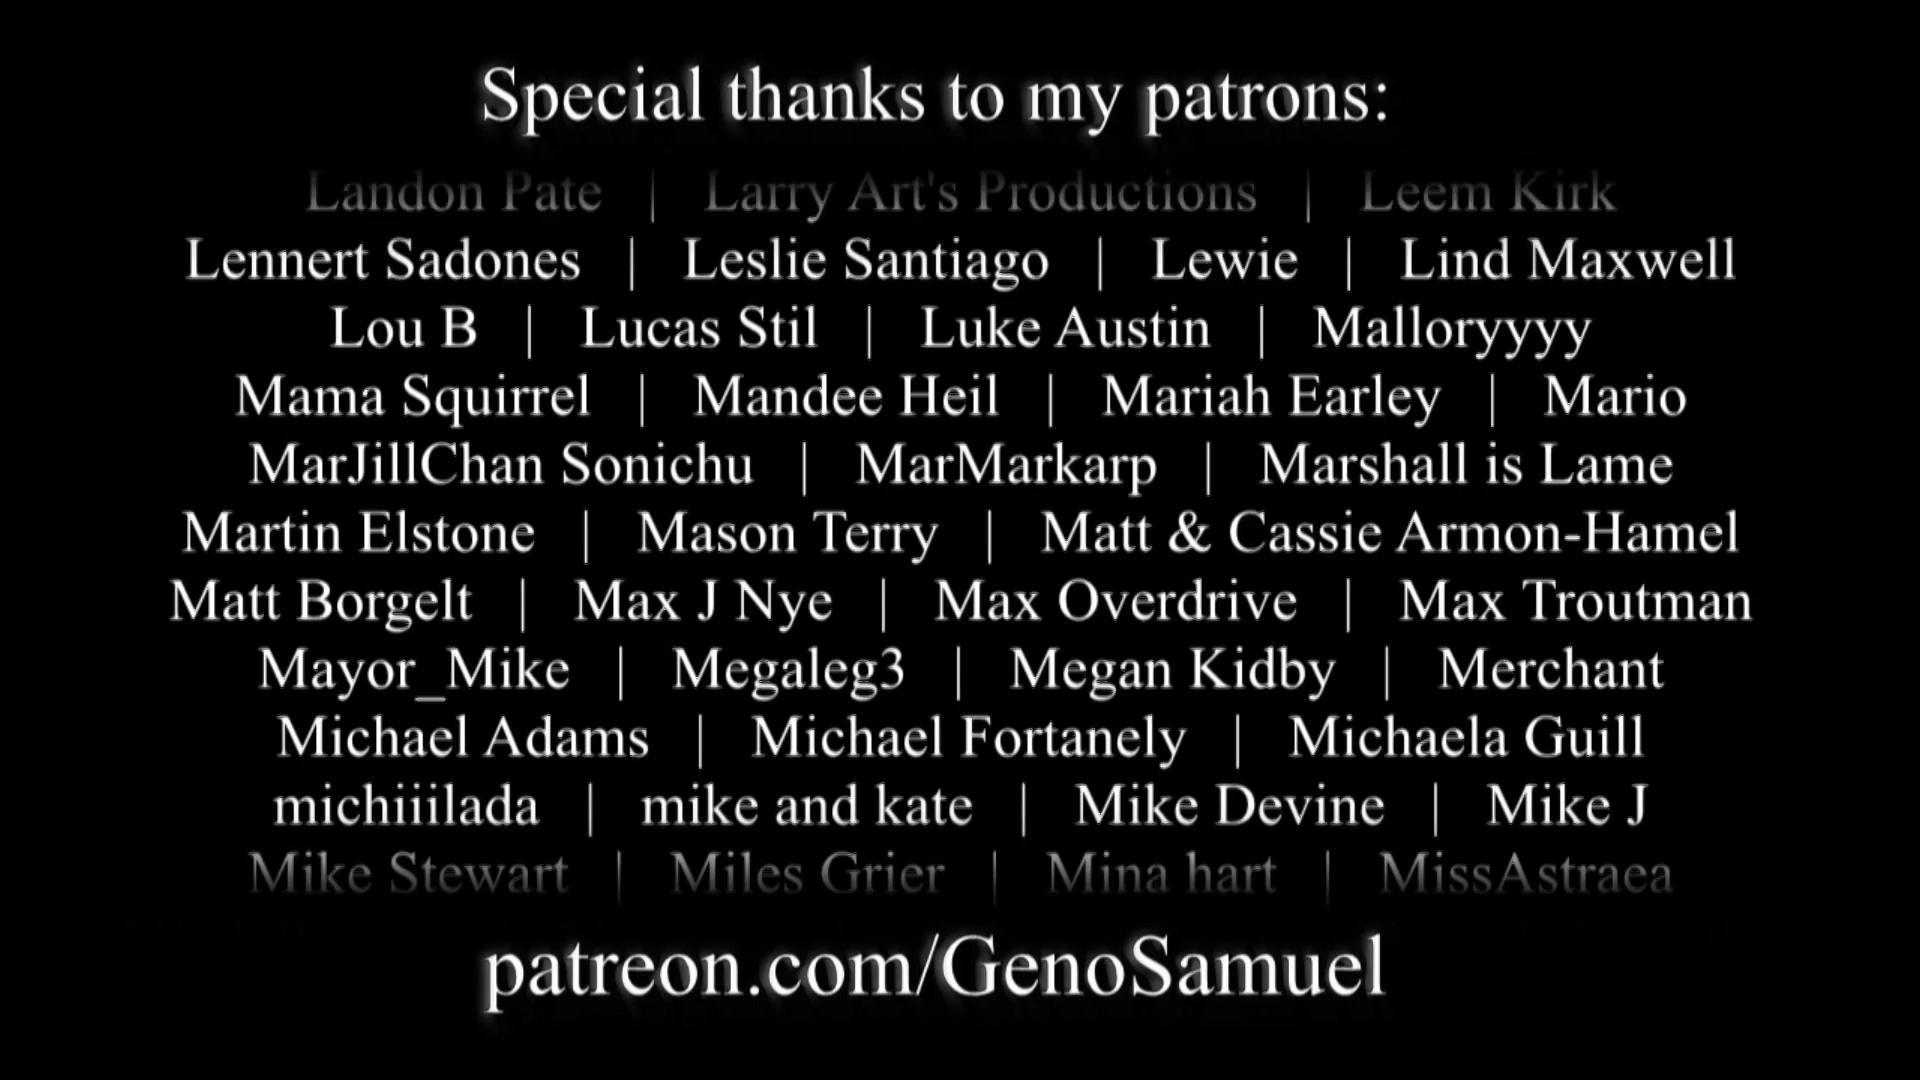 Special thanks to my patrons:
Landon Pate | Larry Art's Productions | Leem Kirk
Lennert Sadones | Leslie Santiago | Lewie | Lind Maxwell
Lou B | Lucas Stil | Luke Austin | Malloryyyy
Mama Squirrel | Mandee Heil | Mariah Earley | Mario
MarJillChan Sonichu | MarMarkarp | Marshall is Lame
Martin Elstone | Mason Terry | Matt & Cassie Armon-Hamel
Matt Borgelt | Max J Nye | Max Overdrive | Max Troutman
Mayor_Mike | Megaleg3 | Megan Kidby | Merchant
Michael Adams | Michael Fortanely | Michaela Guill
michiiilada | mike and kate | Mike Devine | Mike J
Mike Stewart | Miles Grier | Mina hart | MissAstraea
patreon.com/GenoSamuel